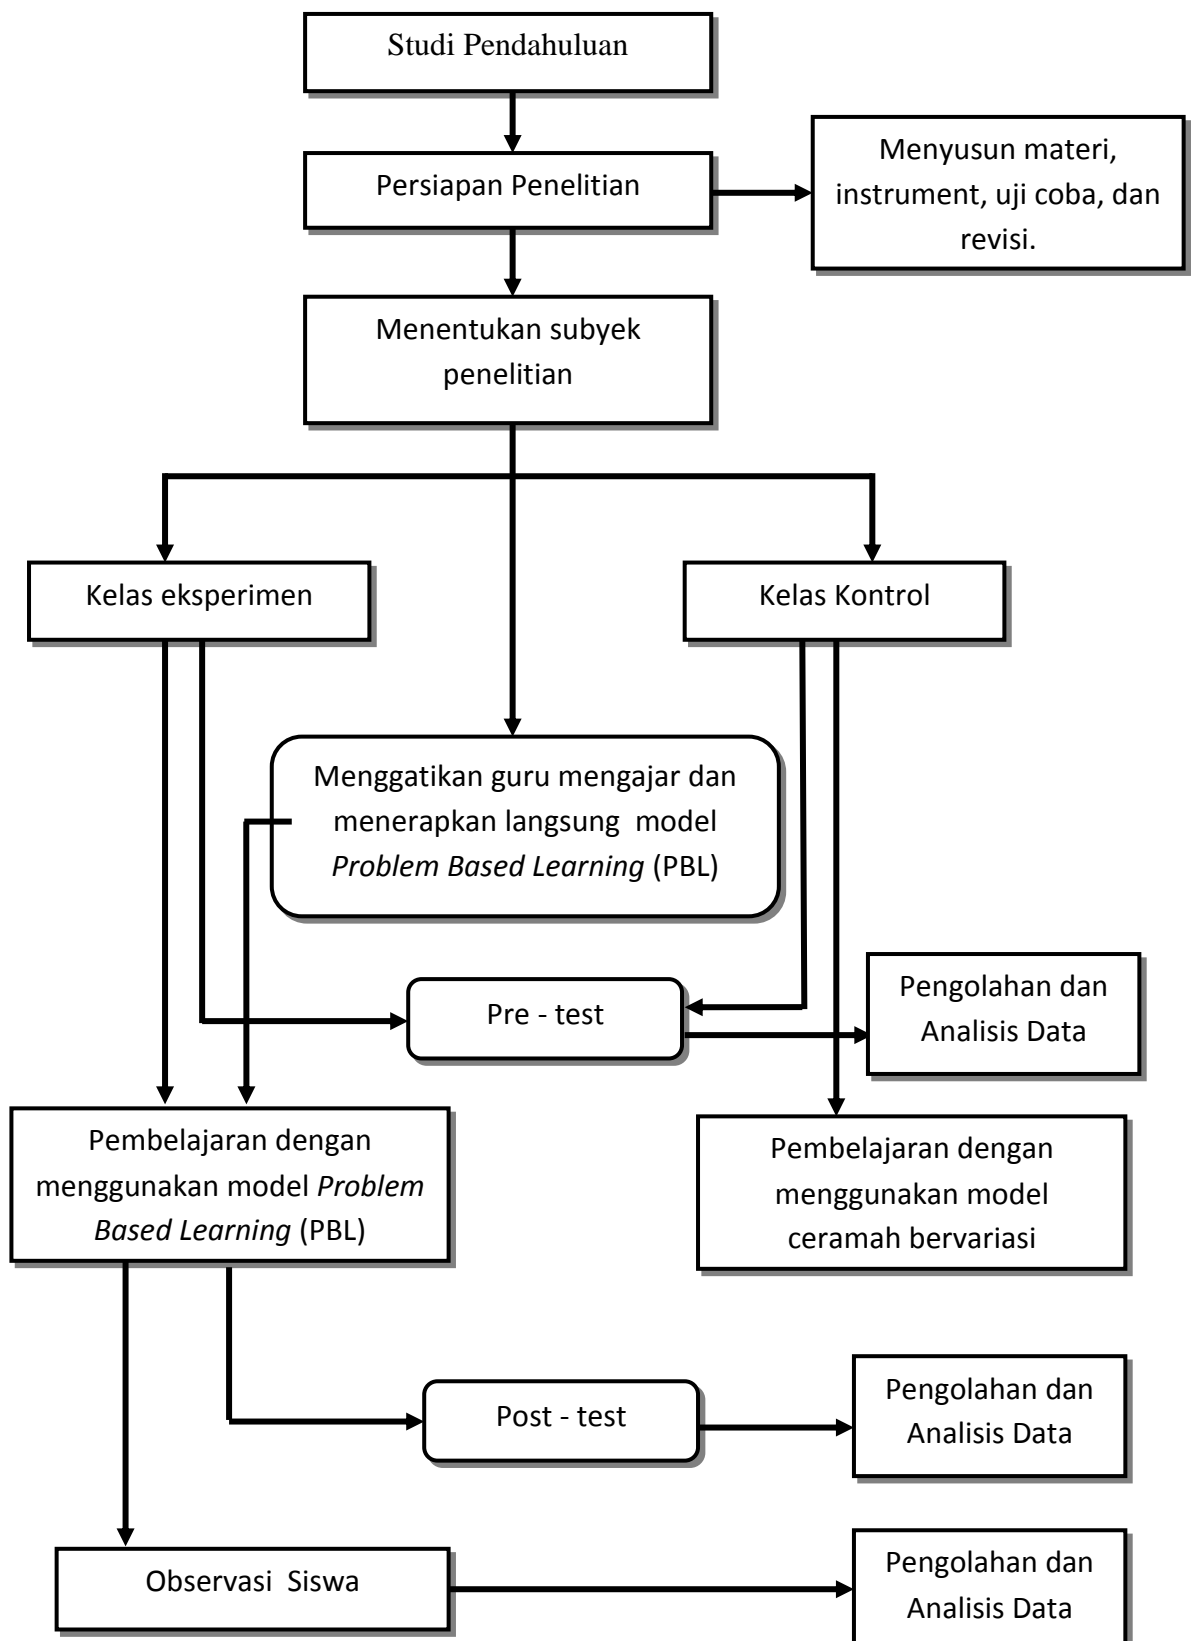 Studi Pendahuluan
Persiapan Penelitian
Menyusun materi,
instrument, uji coba, dan
revisi.
Menentukan subyek
penelitian
Kelas eksperimen
Kelas Kontrol
Menggatikan guru mengajar dan
menerapkan langsung model
Problem Based Learning (PBL)
Pre - test
Pengolahan dan
Analisis Data
Pembelajaran dengan
menggunakan model Problem
Based Learning (PBL)
Pembelajaran dengan
menggunakan model
ceramah bervariasi
Post - test
Pengolahan dan
Analisis Data
Observasi Siswa
Pengolahan dan
Analisis Data